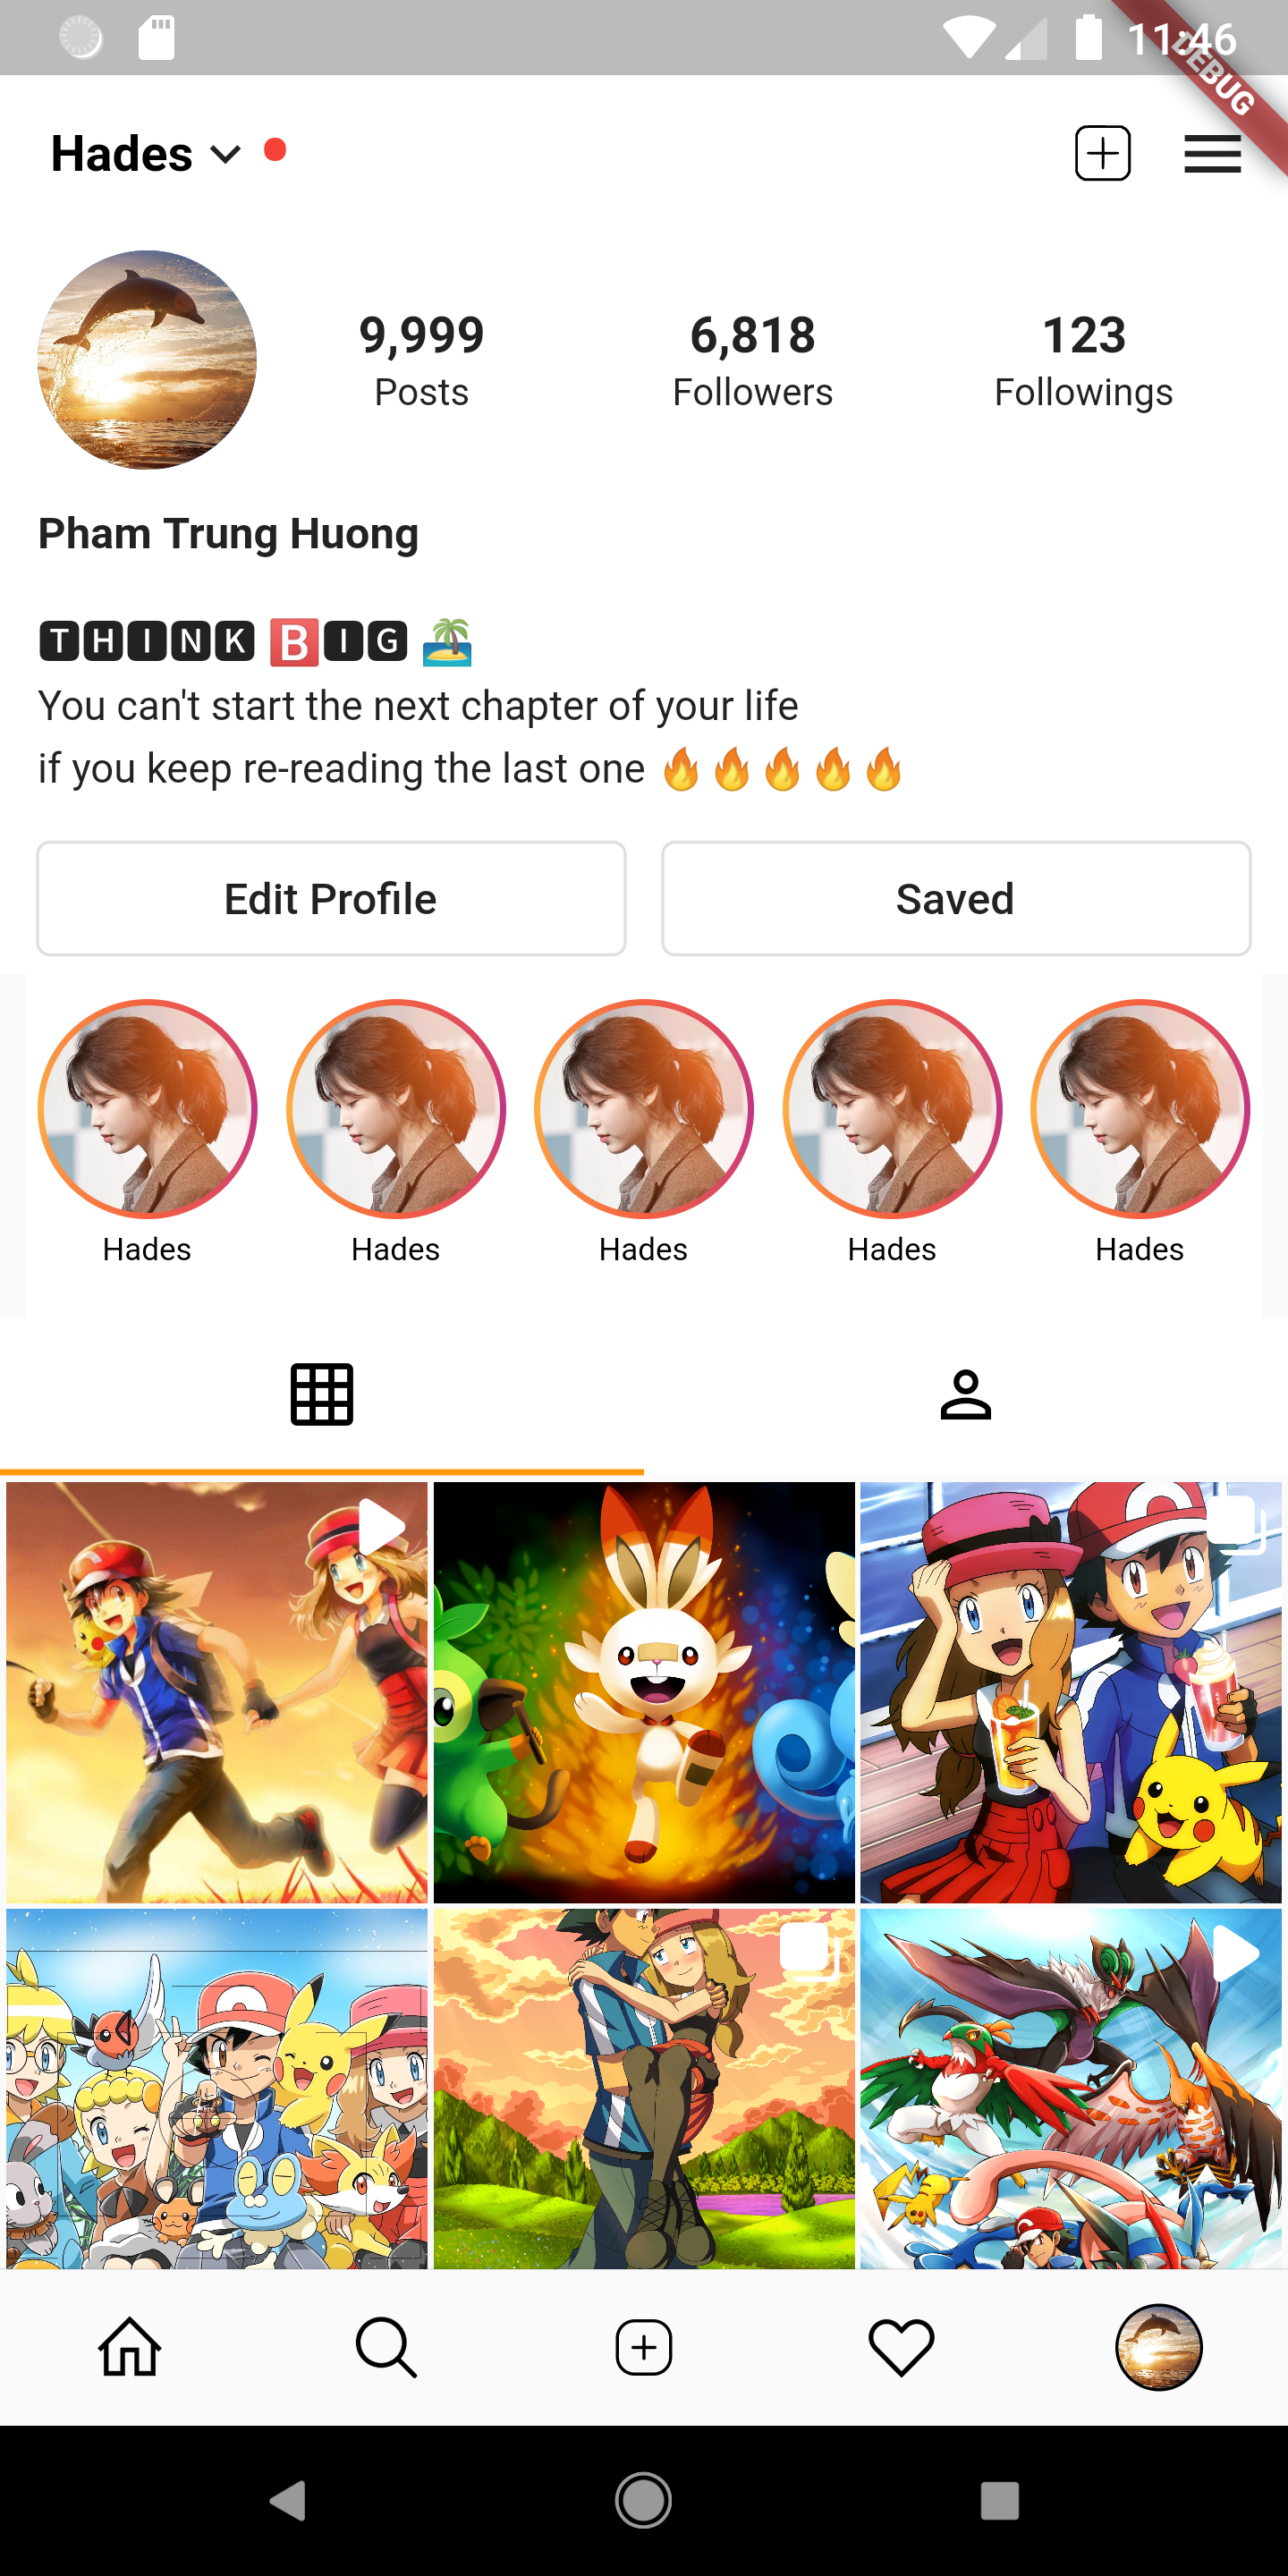 11:46
DEBUG
Hades
9,999 6,818 123
Posts Followers Followings
Pham Trung Huong
🆃🅷🅸🅽🅺 🅱🅸🅶 🏝
You can't start the next chapter of your life
if you keep re-reading the last one 🔥🔥🔥🔥🔥
Edit Profile Saved
Hades Hades Hades Hades Hades